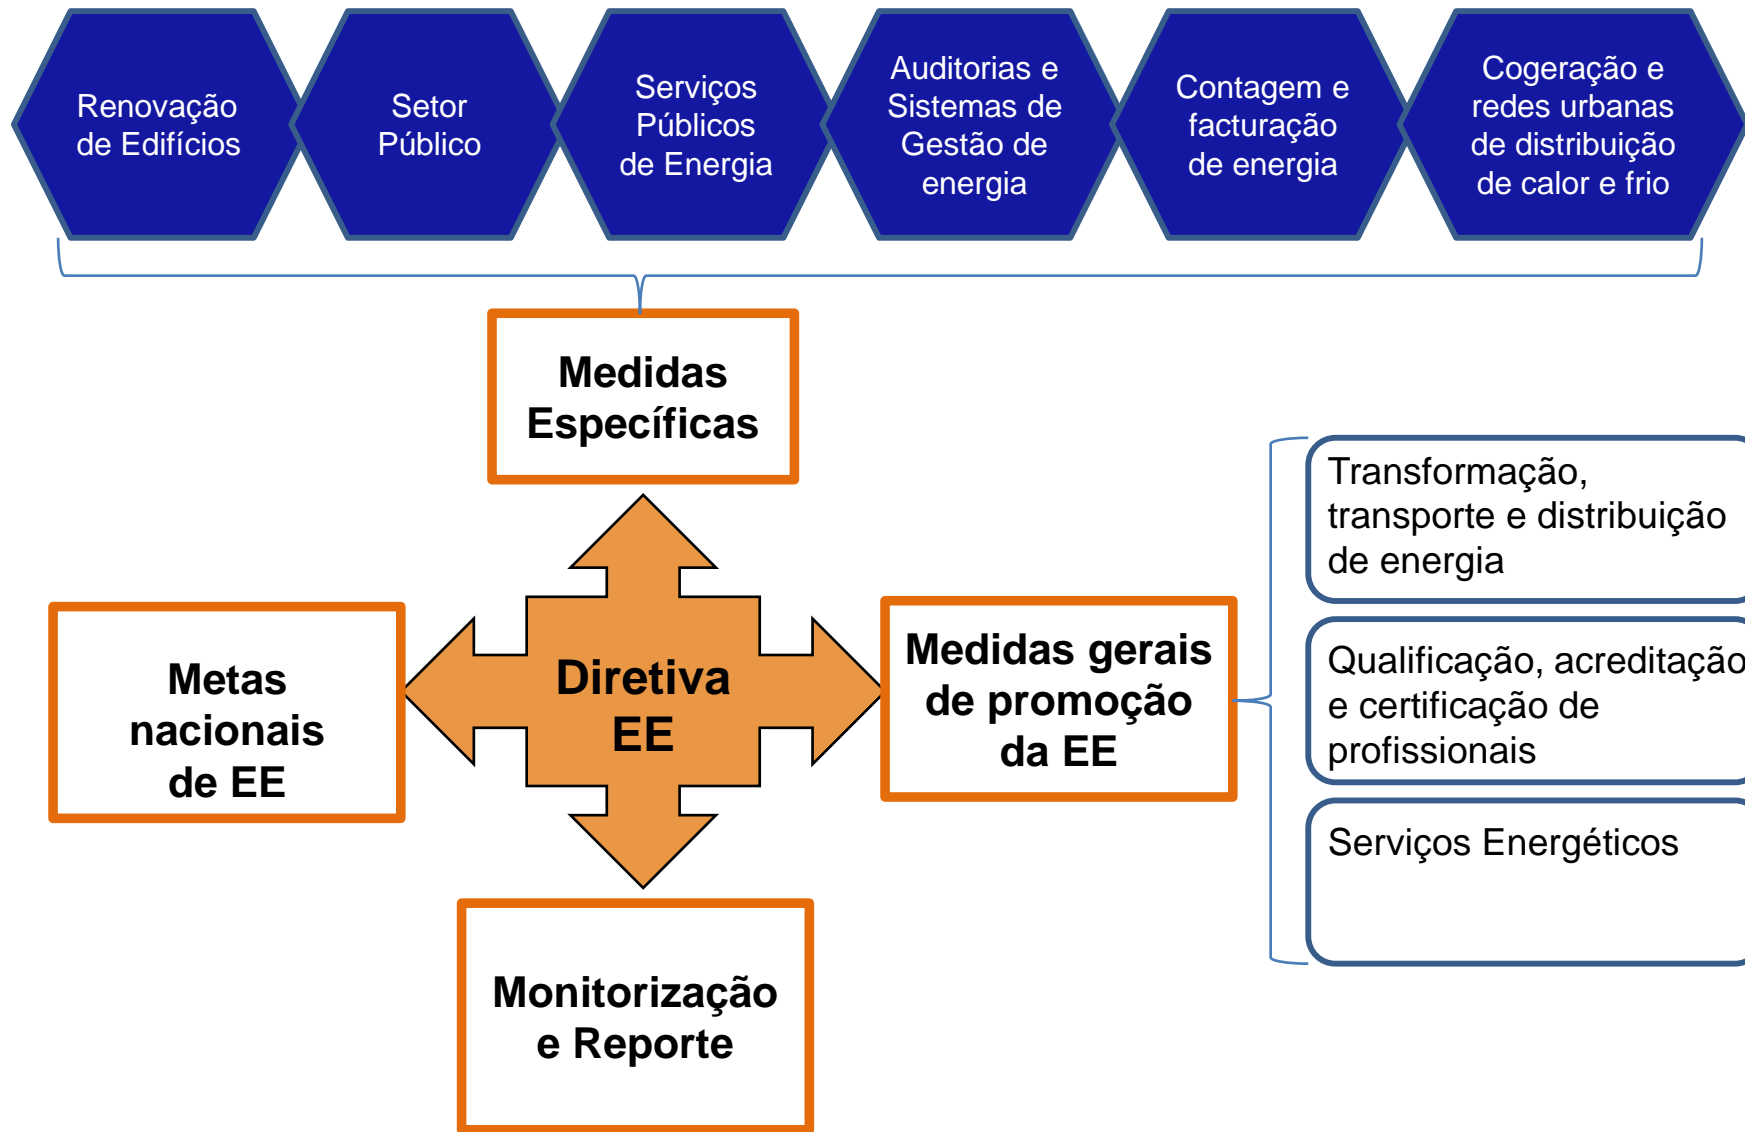 Renovação
de Edifícios
Setor
Público
Serviços
Públicos
de Energia
Auditorias e
Sistemas de
Gestão de
energia
Contagem e
facturação
de energia
Cogeração e
redes urbanas
de distribuição
de calor e frio
Medidas
Específicas
Metas
nacionais
de EE
Diretiva
EE
Medidas gerais
de promoção
da EE
Transformação,
transporte e distribuição
de energia
Qualificação, acreditação
e certificação de
profissionais
Serviços Energéticos
Monitorização
e Reporte